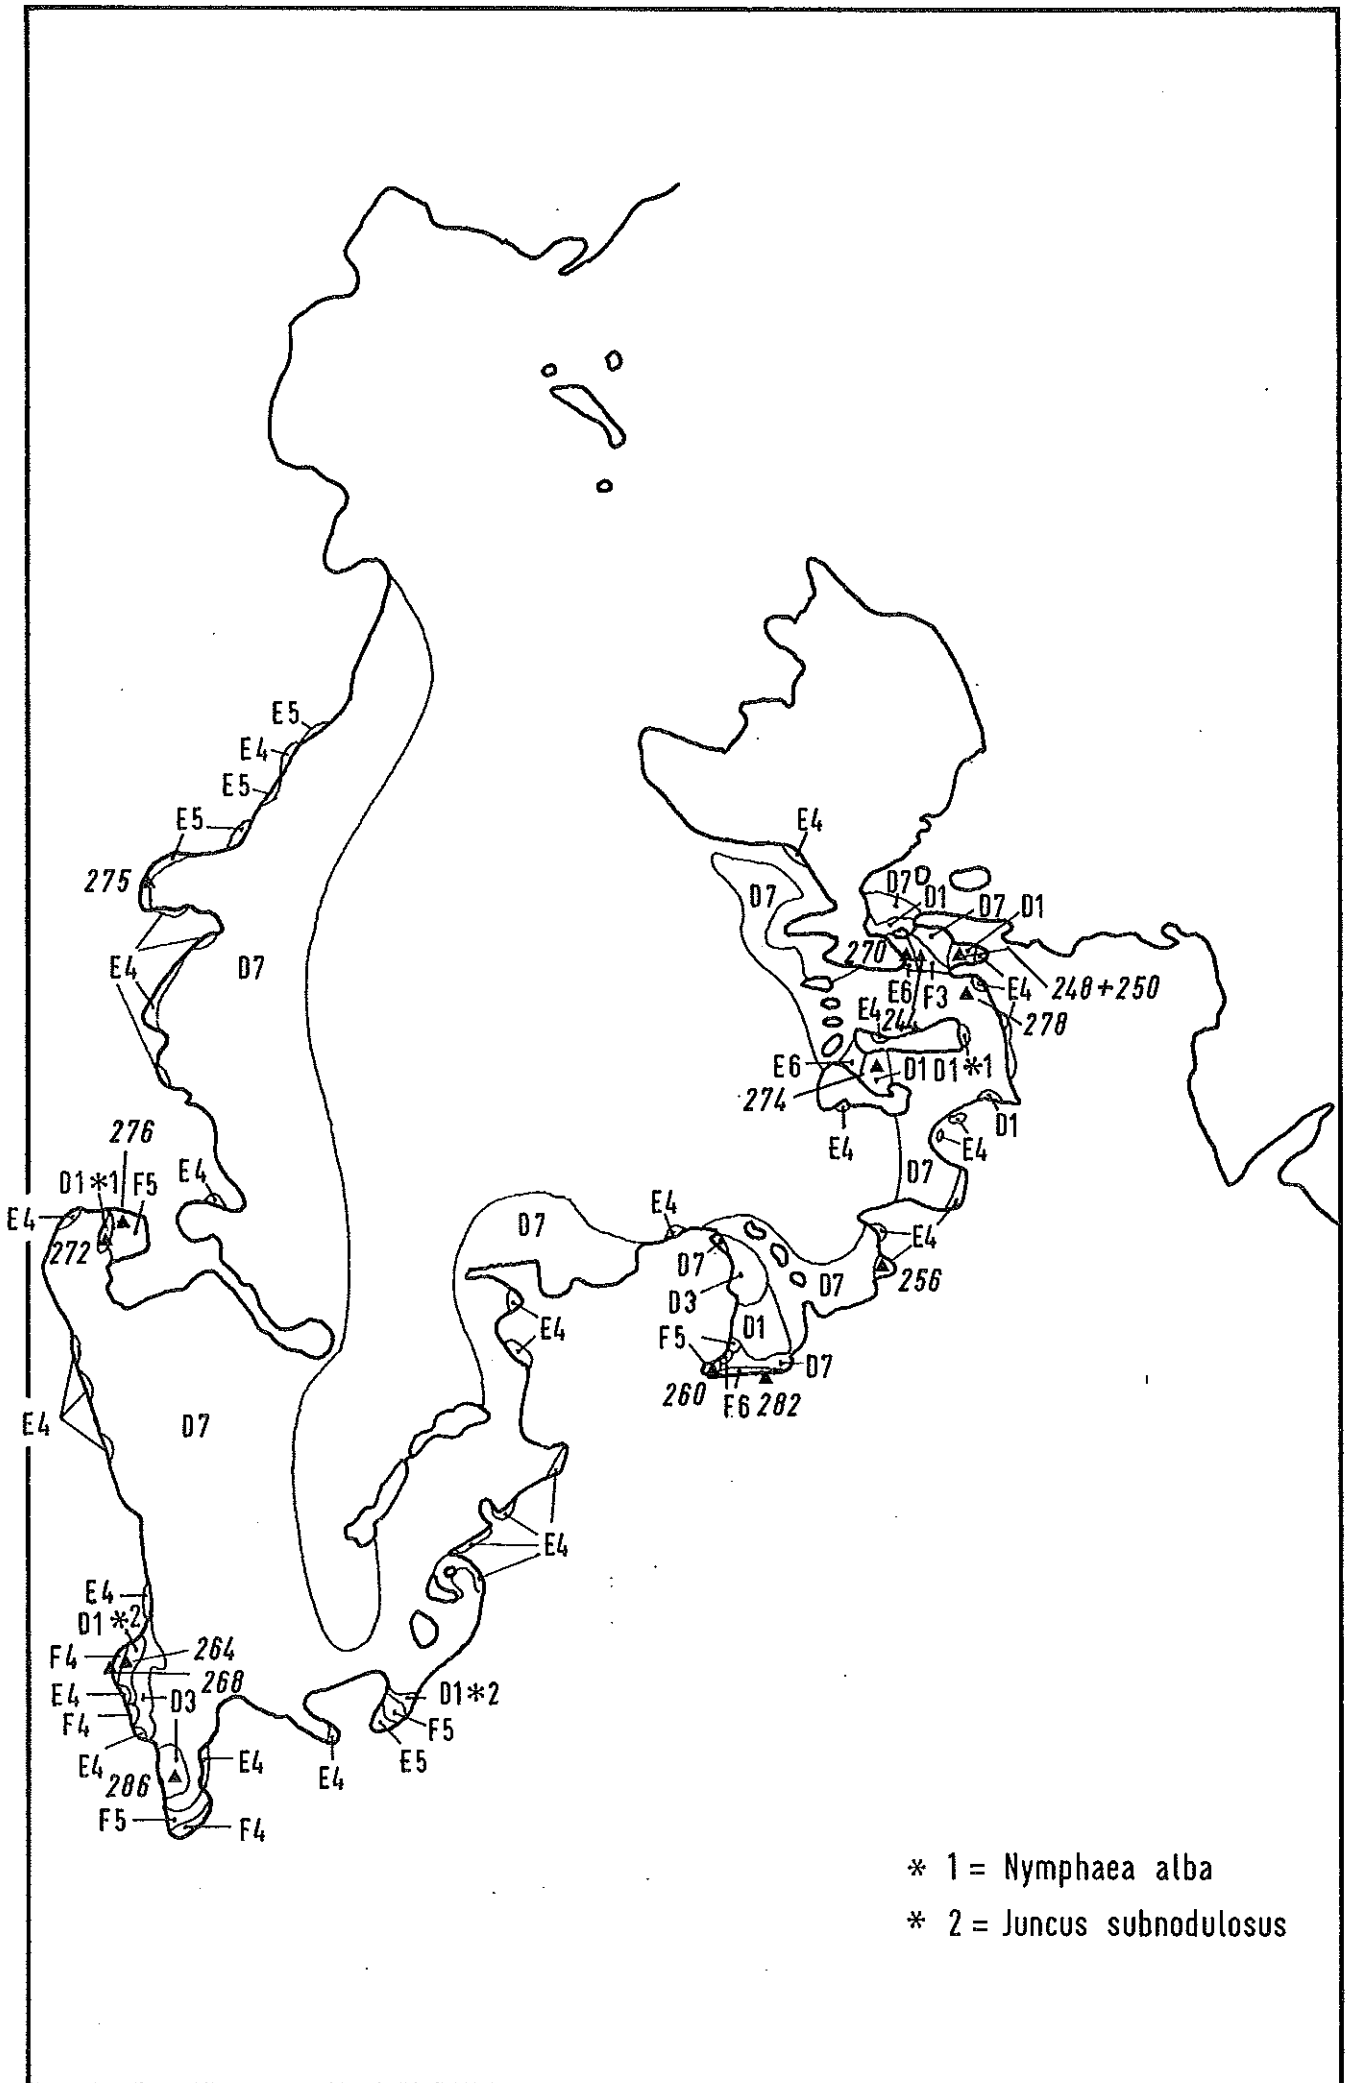 E5
E4
E5
E5
E4
275
D7
D7 D1 D7 D1
E4
D7
270
E6 F3 E4 248+250
E4 244 278
E6 D1 D1*1
274
D1
276
E4 E4
D1*1 F5 E4 D7
E4
272
D7 E4
D7 D7 256
D3
E4 F5 D1
D7
260 F6 282
E4 D7
E4
E4
D1*2
F4 264
268
E4 D3 D1*2
F4 F5
E4 E4 E4 E5
286
F5 F4
* 1 = Nymphaea alba
* 2 = Juncus subnodulosus